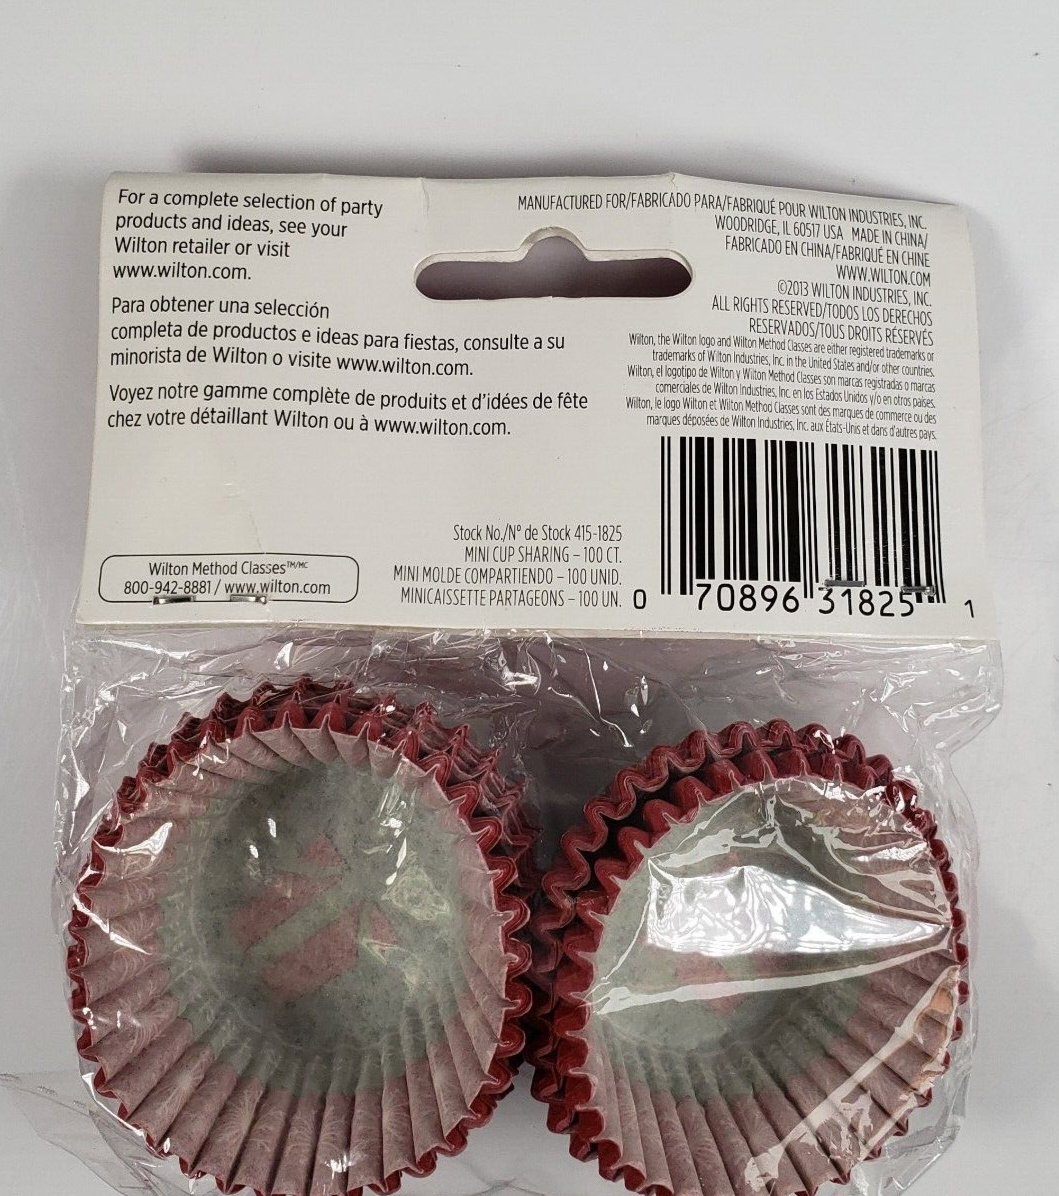 For a complete selection of party
products and ideas, see your
Wilton retailer or visit
www.wilton.com.
Para obtener una selección
completa de productos e ideas para fiestas, consulte a su
minorista de Wilton o visite www.wilton.com.
Voyez notre gamme complète de produits et d'idées de fête
chez votre détaillant Wilton ou à www.wilton.com.
MANUFACTURED FOR/FABRICADO PARA/FABRIQUÉ POUR WILTON INDUSTRIES, INC.
WOODRIDGE, IL 60517 USA MADE IN CHINA/
FABRICADO EN CHINA/FABRIQUÉ EN CHINE
WWW.WILTON.COM
©2013 WILTON INDUSTRIES, INC.
ALL RIGHTS RESERVED/TODOS LOS DERECHOS
RESERVADOS/TOUS DROITS RÉSERVÉS
Wilton, the Wilton logo and Wilton Method Classes are either registered trademarks or
trademarks of Wilton Industries, Inc. in the United States and/or other countries.
Wilton, el logotipo de Wilton y Wilton Method Classes son marcas registradas o marcas
comerciales de Wilton Industries, Inc. en los Estados Unidos y/o en otros países.
Wilton, le logo Wilton et Wilton Method Classes sont des marques de commerce ou des
marques déposées de Wilton Industries, Inc. aux États-Unis et dans d'autres pays.
Wilton Method Classes™/MC
800-942-8881 / www.wilton.com
Stock No./Nº de Stock 415-1825
MINI CUP SHARING – 100 CT.
MINI MOLDE COMPARTIENDO – 100 UNID.
MINICAISSETTE PARTAGEONS – 100 UN.
0 70896 31825 1